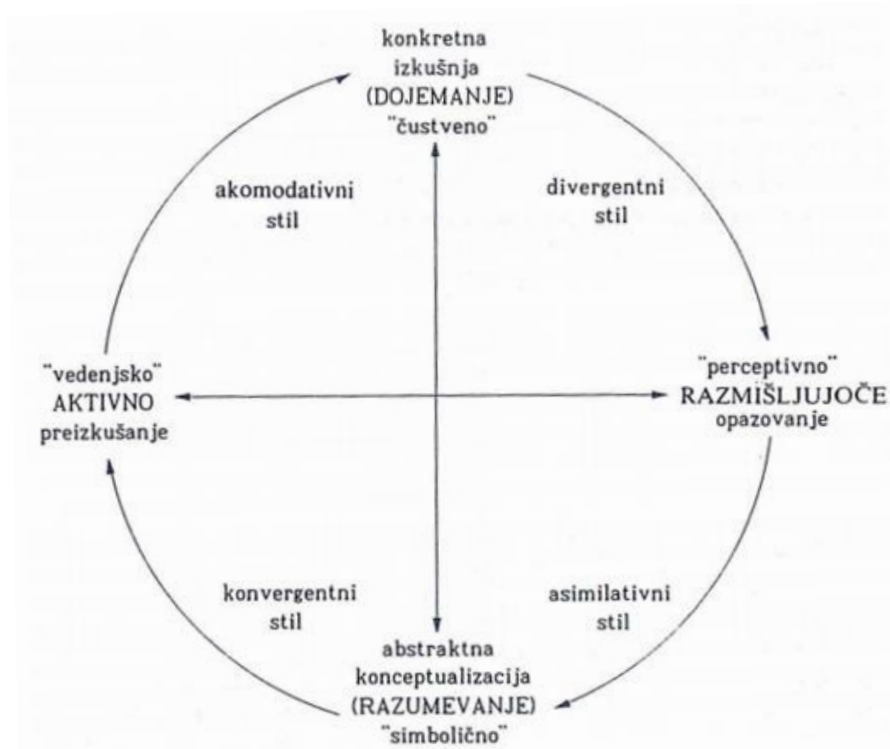 konkretna
izkušnja
(DOJEMANJE)
"čustveno"
akomodativni
stil
divergentni
stil
"vedenjsko"
AKTIVNO
preizkušanje
"perceptivno"
RAZMIŠLJUJOČE
opazovanje
konvergentni
stil
asimilativni
stil
abstraktna
konceptualizacija
(RAZUMEVANJE)
"simbolično"